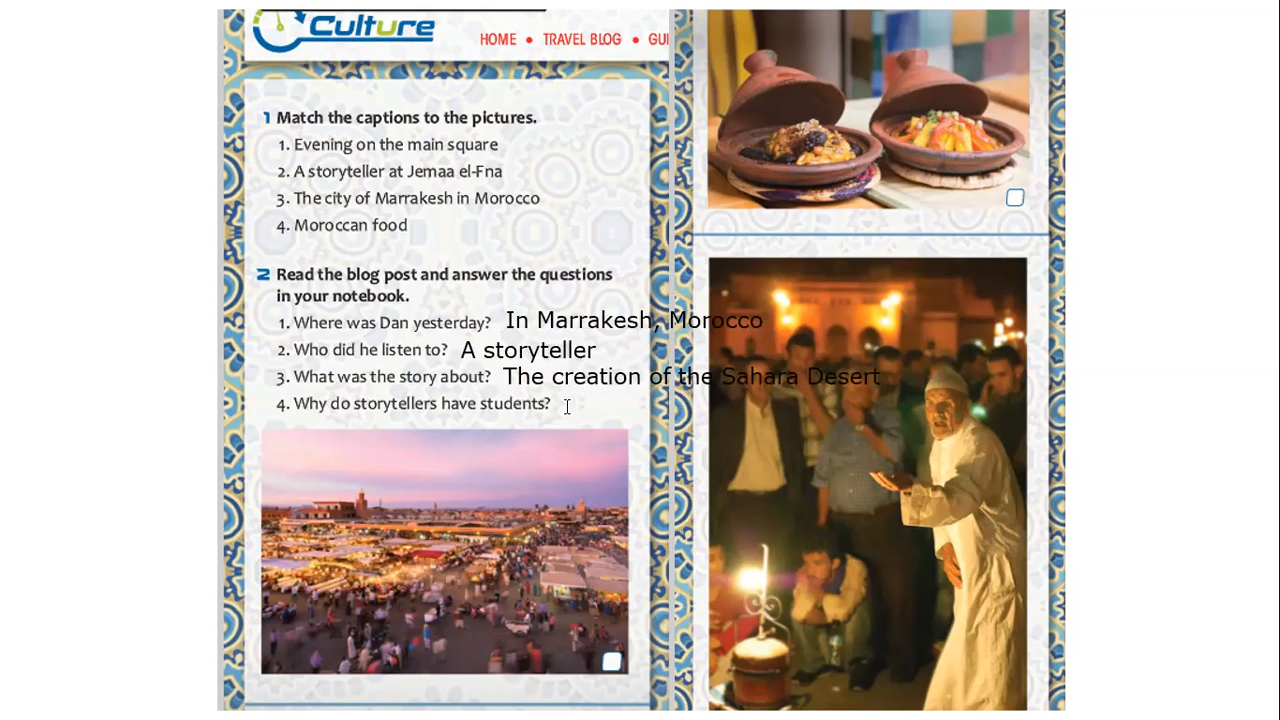 Culture
HOME • TRAVEL BLOG • GUI
1 Match the captions to the pictures.
1. Evening on the main square
2. A storyteller at Jemaa el-Fna
3. The city of Marrakesh in Morocco
4. Moroccan food
2 Read the blog post and answer the questions
in your notebook.
1. Where was Dan yesterday? In Marrakesh, Morocco
2. Who did he listen to? A storyteller
3. What was the story about? The creation of the Sahara Desert
4. Why do storytellers have students?